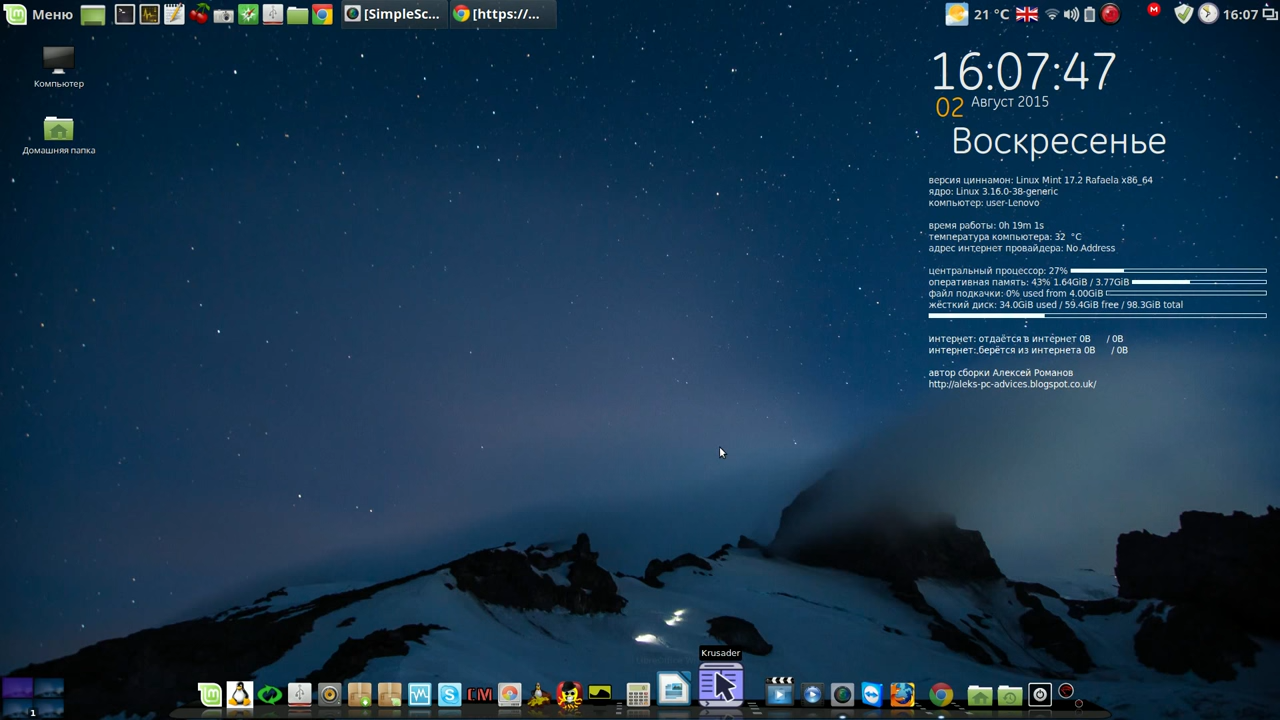 Меню
[SimpleSc...
[https://...
21 °C
16:07
Компьютер
Домашняя папка
16:07:47
02 Август 2015
Воскресенье
версия циннамон: Linux Mint 17.2 Rafaela x86_64
ядро: Linux 3.16.0-38-generic
компьютер: user-Lenovo
время работы: 0h 19m 1s
температура компьютера: 32 °C
адрес интернет провайдера: No Address
центральный процессор: 27%
оперативная память: 43% 1.64GiB / 3.77GiB
файл подкачки: 0% used from 4.00GiB
жёсткий диск: 34.0GiB used / 59.4GiB free / 98.3GiB total
интернет: отдаётся в интернет 0B / 0B
интернет: берётся из интернета 0B / 0B
автор сборки Алексей Романов
http://aleks-pc-advices.blogspot.co.uk/
Krusader
1